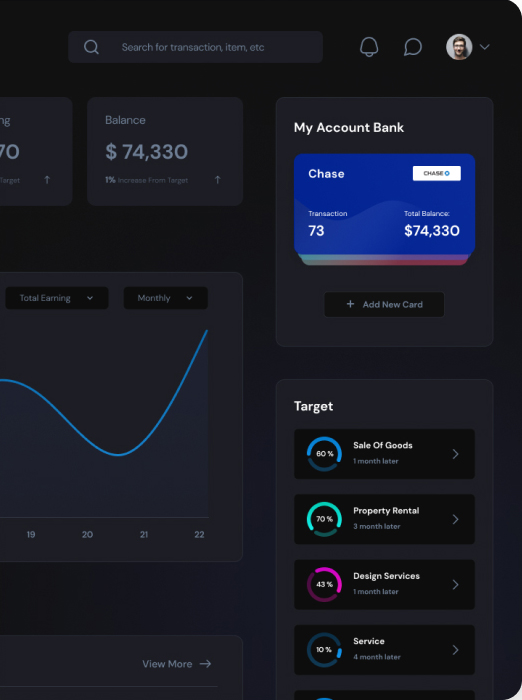 Search for transaction, item, etc
ng
Balance
70
$ 74,330
Target
1% Increase From Target
Total Earning
Monthly
19
20
21
22
View More
My Account Bank
Chase
CHASE
Transaction
Total Balance:
73
$74,330
+ Add New Card
Target
60 %
Sale Of Goods
1 month later
70 %
Property Rental
3 month later
43 %
Design Services
1 month later
10 %
Service
4 month later